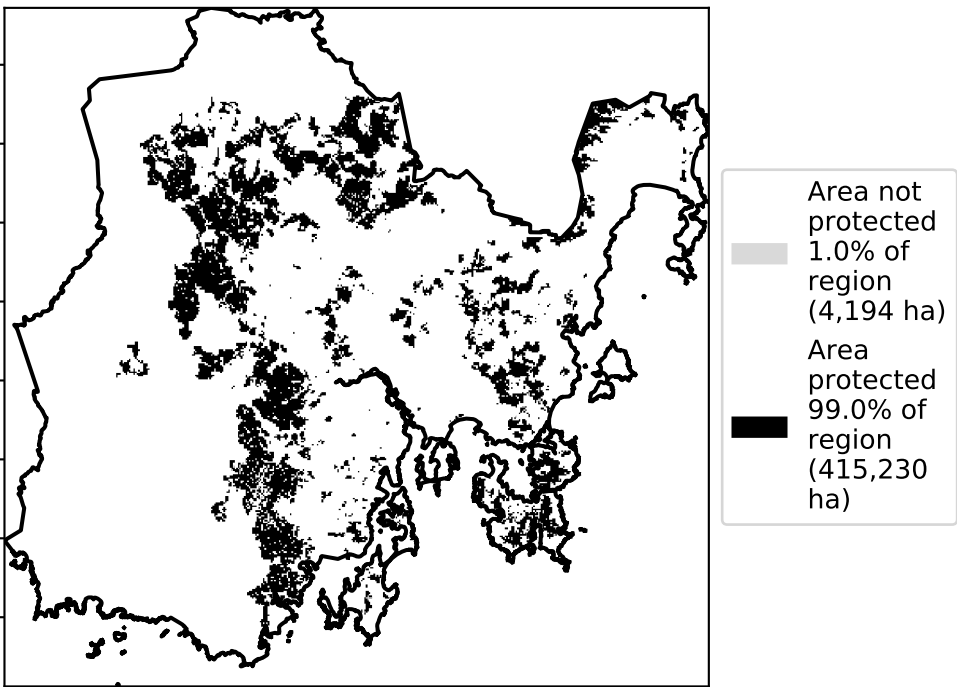 Area not
protected
1.0% of
region
(4,194 ha)
Area
protected
99.0% of
region
(415,230
ha)